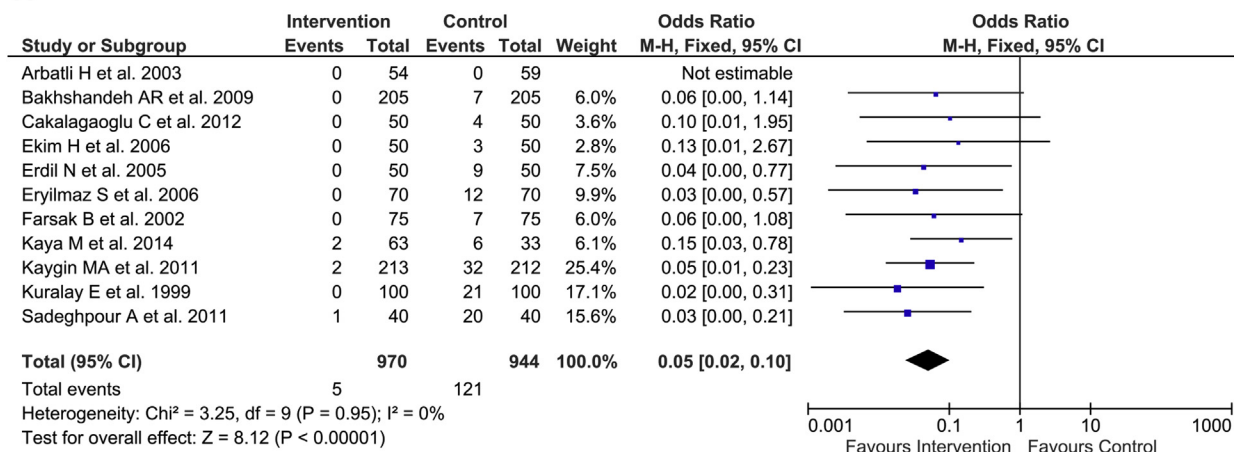 Intervention Control Odds Ratio Odds Ratio
Study or Subgroup Events Total Events Total Weight M-H, Fixed, 95% CI M-H, Fixed, 95% CI
Arbatli H et al. 2003 0 54 0 59 Not estimable
Bakhshandeh AR et al. 2009 0 205 7 205 6.0% 0.06 [0.00, 1.14]
Cakalagaoglu C et al. 2012 0 50 4 50 3.6% 0.10 [0.01, 1.95]
Ekim H et al. 2006 0 50 3 50 2.8% 0.13 [0.01, 2.67]
Erdil N et al. 2005 0 50 9 50 7.5% 0.04 [0.00, 0.77]
Eryilmaz S et al. 2006 0 70 12 70 9.9% 0.03 [0.00, 0.57]
Farsak B et al. 2002 0 75 7 75 6.0% 0.06 [0.00, 1.08]
Kaya M et al. 2014 2 63 6 33 6.1% 0.15 [0.03, 0.78]
Kaygin MA et al. 2011 2 213 32 212 25.4% 0.05 [0.01, 0.23]
Kuralay E et al. 1999 0 100 21 100 17.1% 0.02 [0.00, 0.31]
Sadeghpour A et al. 2011 1 40 20 40 15.6% 0.03 [0.00, 0.21]
Total (95% CI) 970 944 100.0% 0.05 [0.02, 0.10]
Total events 5 121
Heterogeneity: Chi² = 3.25, df = 9 (P = 0.95); I² = 0%
Test for overall effect: Z = 8.12 (P < 0.00001)
0.001 0.1 1 10 1000
Favours Intervention Favours Control